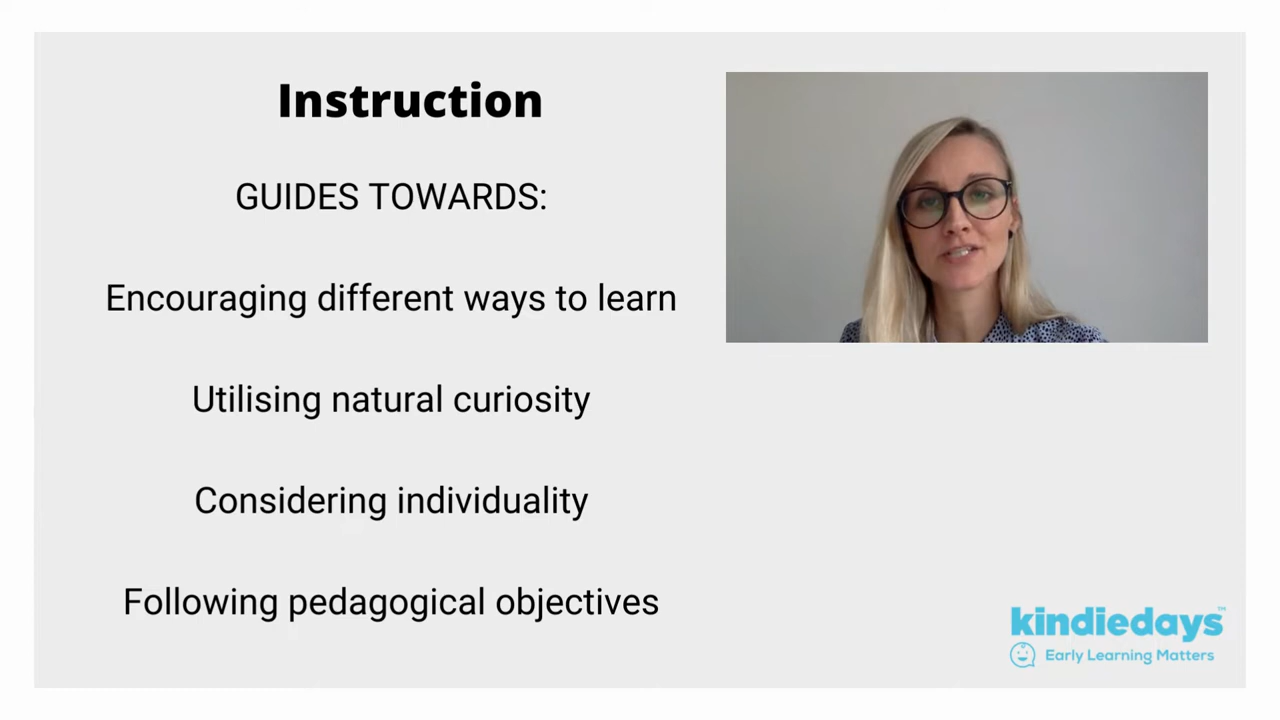 Instruction
GUIDES TOWARDS:
Encouraging different ways to learn
Utilising natural curiosity
Considering individuality
Following pedagogical objectives
kindiedays™
Early Learning Matters